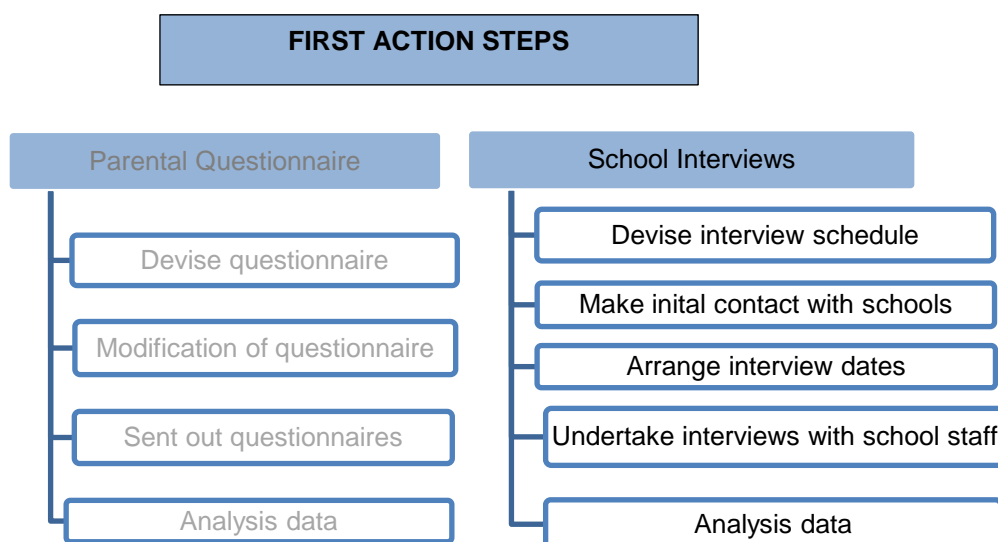 FIRST ACTION STEPS
Parental Questionnaire
Devise questionnaire
Modification of questionnaire
Sent out questionnaires
Analysis data
School Interviews
Devise interview schedule
Make inital contact with schools
Arrange interview dates
Undertake interviews with school staff
Analysis data